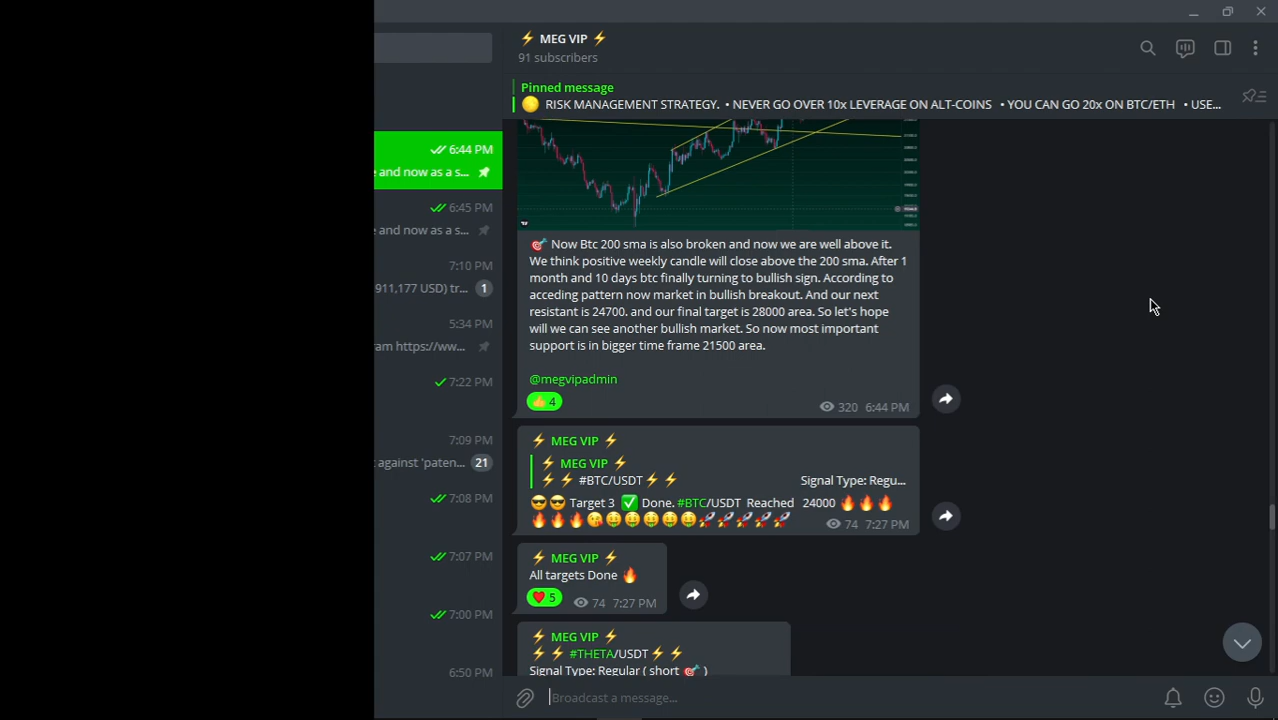 ⚡ MEG VIP ⚡
91 subscribers
Pinned message
RISK MANAGEMENT STRATEGY. • NEVER GO OVER 10x LEVERAGE ON ALT-COINS • YOU CAN GO 20x ON BTC/ETH • USE...
6:44 PM
e and now as a s...
6:45 PM
e and now as a s...
7:10 PM
911,177 USD) tr... 1
5:34 PM
am https://ww...
7:22 PM
7:09 PM
against 'paten... 21
7:08 PM
7:07 PM
7:00 PM
6:50 PM
🎯 Now Btc 200 sma is also broken and now we are well above it.
We think positive weekly candle will close above the 200 sma. After 1
month and 10 days btc finally turning to bullish sign. According to
acceding pattern now market in bullish breakout. And our next
resistant is 24700. and our final target is 28000 area. So let's hope
will we can see another bullish market. So now most important
support is in bigger time frame 21500 area.
@megvipadmin
👍 4
320 6:44 PM
⚡ MEG VIP ⚡
⚡ MEG VIP ⚡
⚡ ⚡ #BTC/USDT⚡ ⚡ Signal Type: Regu...
😎😎 Target 3 ✅ Done. #BTC/USDT Reached 24000 🔥🔥🔥
🔥🔥🔥😘🤑🤑🤑🤑🤑🚀🚀🚀🚀🚀 74 7:27 PM
⚡ MEG VIP ⚡
All targets Done 🔥
❤ 5 74 7:27 PM
⚡ MEG VIP ⚡
⚡ ⚡ #THETA/USDT⚡ ⚡
Signal Type: Regular ( short 🎯 )
Broadcast a message...